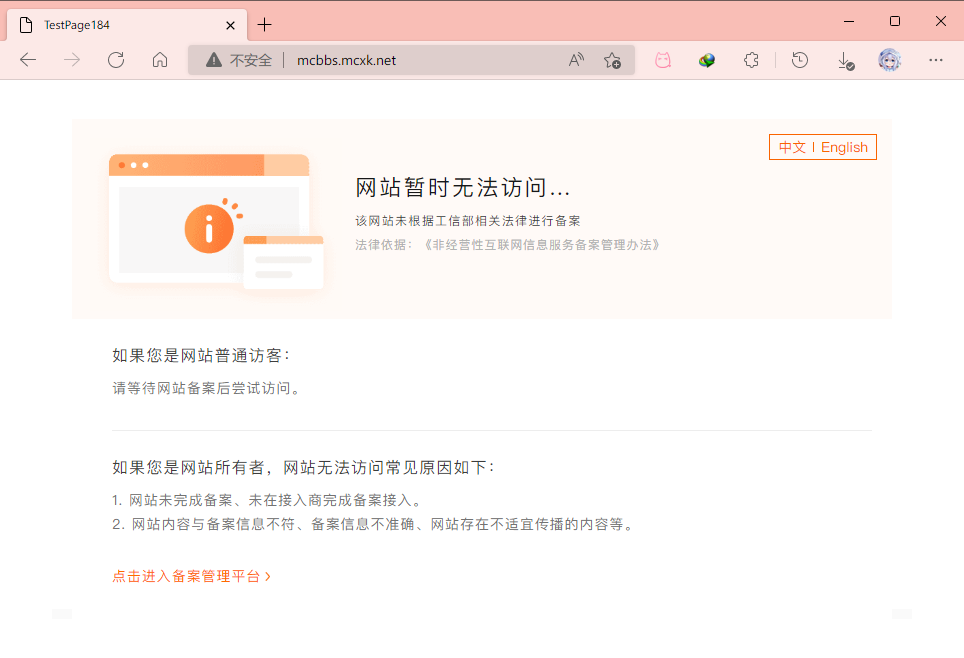 TestPage184
不安全
mcbbs.mcxk.net
中文 | English
网站暂时无法访问...
该网站未根据工信部相关法律进行备案
法律依据：《非经营性互联网信息服务备案管理办法》
如果您是网站普通访客：
请等待网站备案后尝试访问。
如果您是网站所有者，网站无法访问常见原因如下：
1. 网站未完成备案、未在接入商完成备案接入。
2. 网站内容与备案信息不符、备案信息不准确、网站存在不适宜传播的内容等。
点击进入备案管理平台 >